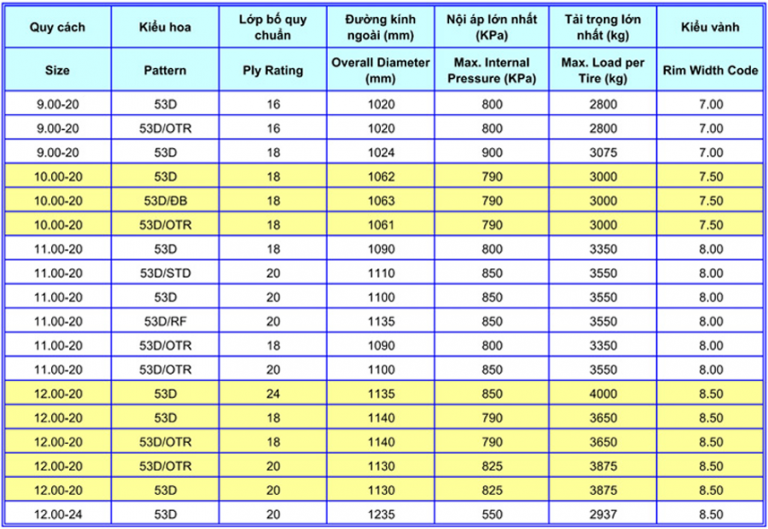 Quy cách Kiểu hoa Lớp bố quy chuẩn Đường kính ngoài (mm) Nội áp lớn nhất (KPa) Tải trọng lớn nhất (kg) Kiểu vành
Size Pattern Ply Rating Overall Diameter (mm) Max. Internal Pressure (KPa) Max. Load per Tire (kg) Rim Width Code
9.00-20 53D 16 1020 800 2800 7.00
9.00-20 53D/OTR 16 1020 800 2800 7.00
9.00-20 53D 18 1024 900 3075 7.00
10.00-20 53D 18 1062 790 3000 7.50
10.00-20 53D/ĐB 18 1063 790 3000 7.50
10.00-20 53D/OTR 18 1061 790 3000 7.50
11.00-20 53D 18 1090 800 3350 8.00
11.00-20 53D/STD 20 1110 850 3550 8.00
11.00-20 53D 20 1100 850 3550 8.00
11.00-20 53D/RF 20 1135 850 3550 8.00
11.00-20 53D/OTR 18 1090 800 3350 8.00
11.00-20 53D/OTR 20 1100 850 3550 8.00
12.00-20 53D 24 1135 850 4000 8.50
12.00-20 53D 18 1140 790 3650 8.50
12.00-20 53D/OTR 18 1140 790 3650 8.50
12.00-20 53D/OTR 20 1130 825 3875 8.50
12.00-20 53D 20 1130 825 3875 8.50
12.00-24 53D 20 1235 550 2937 8.50